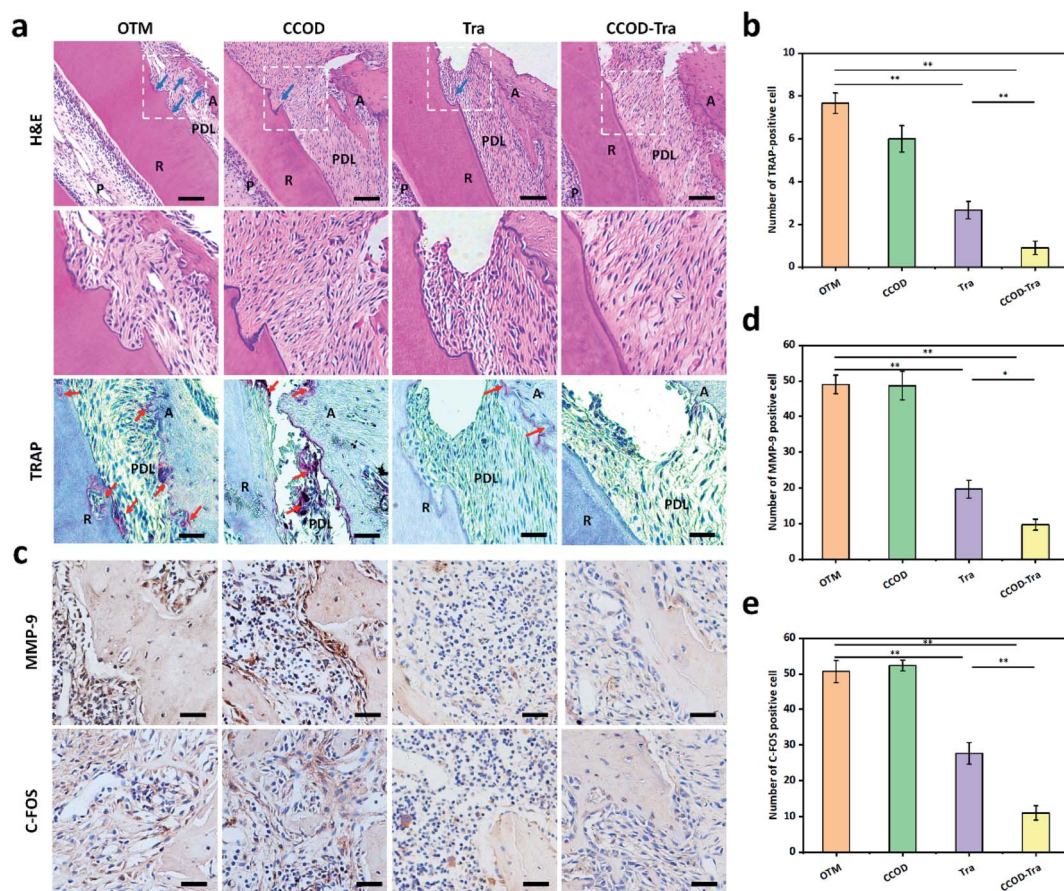 a
OTM
CCOD
Tra
CCOD-Tra
H&E
A
PDL
R
P
A
PDL
R
P
A
PDL
R
A
PDL
R
P
TRAP
A
PDL
R
A
R
PDL
A
PDL
R
A
PDL
R
c
MMP-9
C-FOS
b
Number of TRAP-positive cell
10
8
6
4
2
0
**
**
**
OTM
CCOD
Tra
CCOD-Tra
d
Number of MMP-9 positive cell
60
50
40
30
20
10
0
**
**
*
OTM
CCOD
Tra
CCOD-Tra
e
Number of C-FOS positive cell
60
50
40
30
20
10
0
**
**
**
OTM
CCOD
Tra
CCOD-Tra